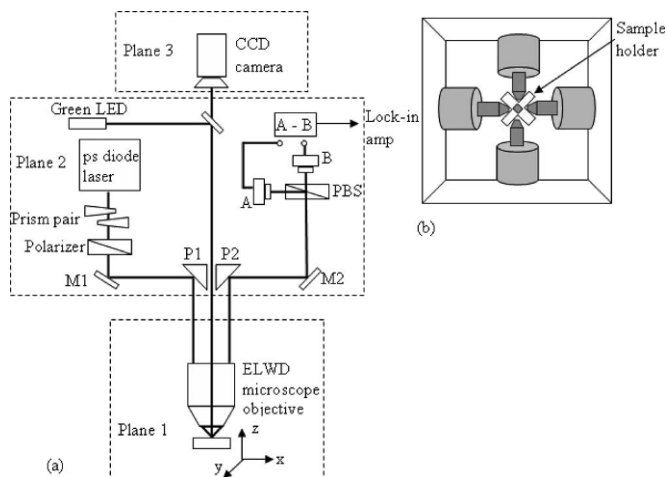 Plane 3
CCD
camera
Green LED
Plane 2
ps diode
laser
Prism pair
Polarizer
M1
P1
P2
A - B
Lock-in
amp
B
A
PBS
M2
ELWD
microscope
objective
Plane 1
z
x
y
(a)
Sample
holder
(b)